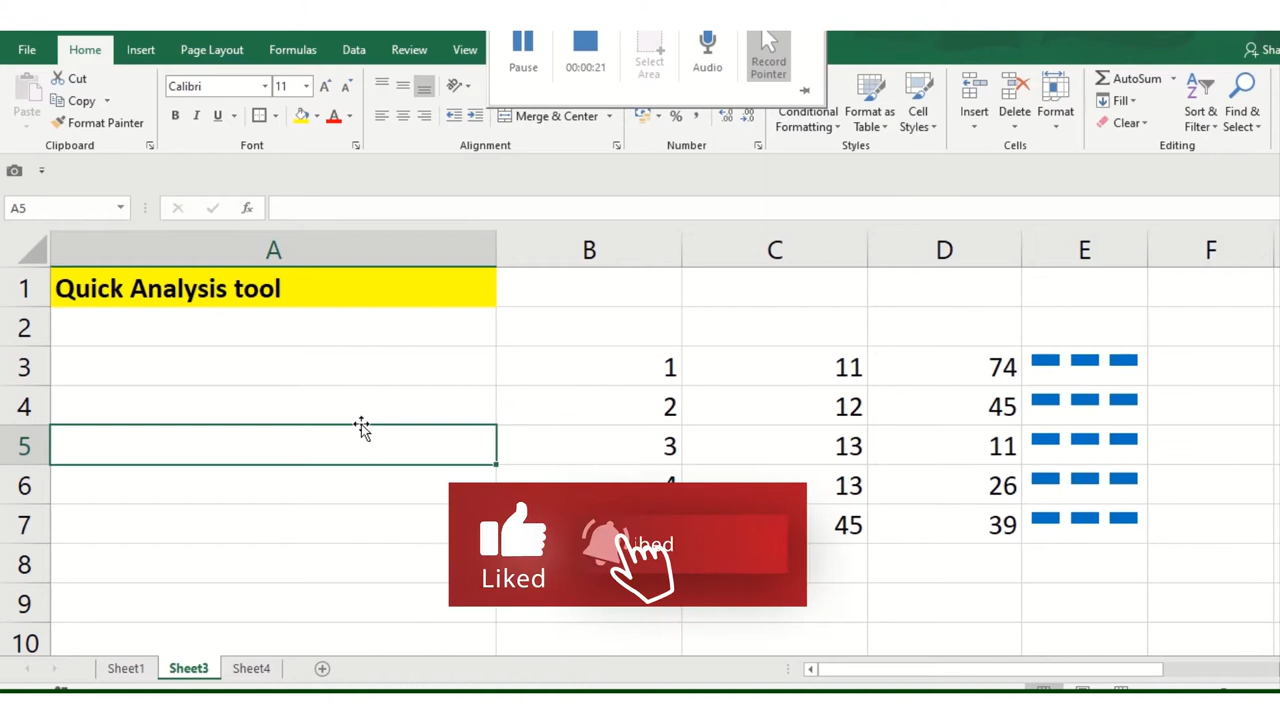 File Home Insert Page Layout Formulas Data Review View
Pause 00:00:21 Select Area Audio Record Pointer
Paste Cut Copy Format Painter
Calibri 11
B I U
Merge & Center
%
Conditional Formatting Format as Table Cell Styles
Insert Delete Format
AutoSum Fill Clear
Sort & Filter Find & Select
Clipboard Font Alignment Number Styles Cells Editing
A5 fx
A B C D E F
1 Quick Analysis tool
2
3 1 11 74
4 2 12 45
5 3 13 11
6 13 26
7 45 39
8
9
10
Liked
Sheet1 Sheet3 Sheet4